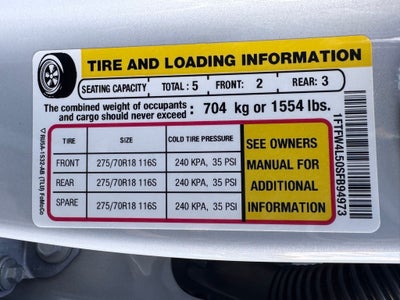 TIRE AND LOADING INFORMATION
SEATING CAPACITY TOTAL : 5 FRONT: 2 REAR: 3
The combined weight of occupants
and cargo should never exceed : 704 kg or 1554 lbs.
TIRE SIZE COLD TIRE PRESSURE
FRONT 275/70R18 116S 240 KPA, 35 PSI
REAR 275/70R18 116S 240 KPA, 35 PSI
SPARE 275/70R18 116S 240 KPA, 35 PSI
SEE OWNERS
MANUAL FOR
ADDITIONAL
INFORMATION
1FTFW4L50SFB94973